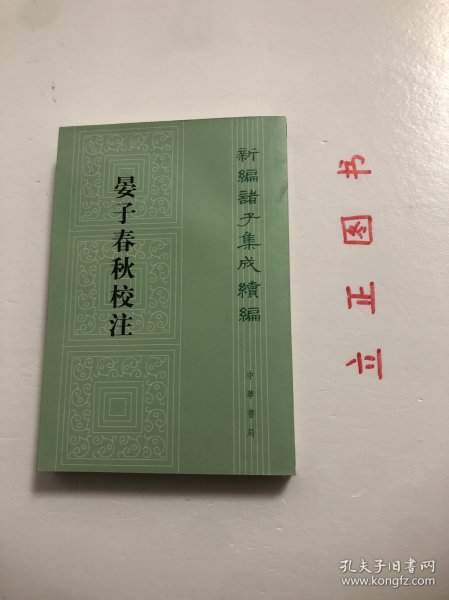 晏子春秋校注
新編諸子集成續編
中華書局
立正图书
孔夫子旧书网
www.kongfz.com